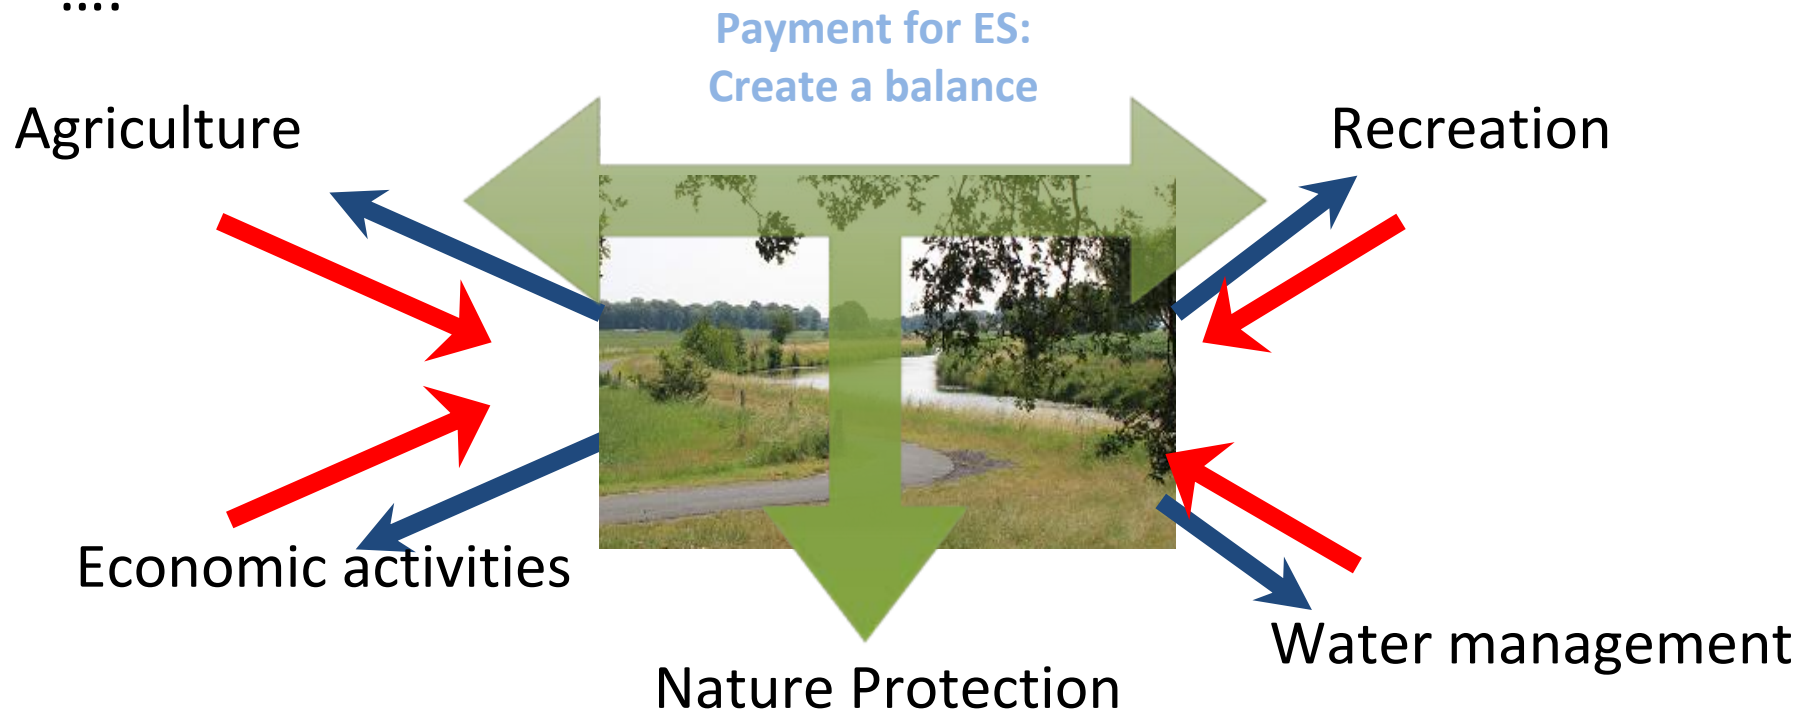 ....
Payment for ES:
Create a balance
Agriculture
Recreation
Economic activities
Water management
Nature Protection